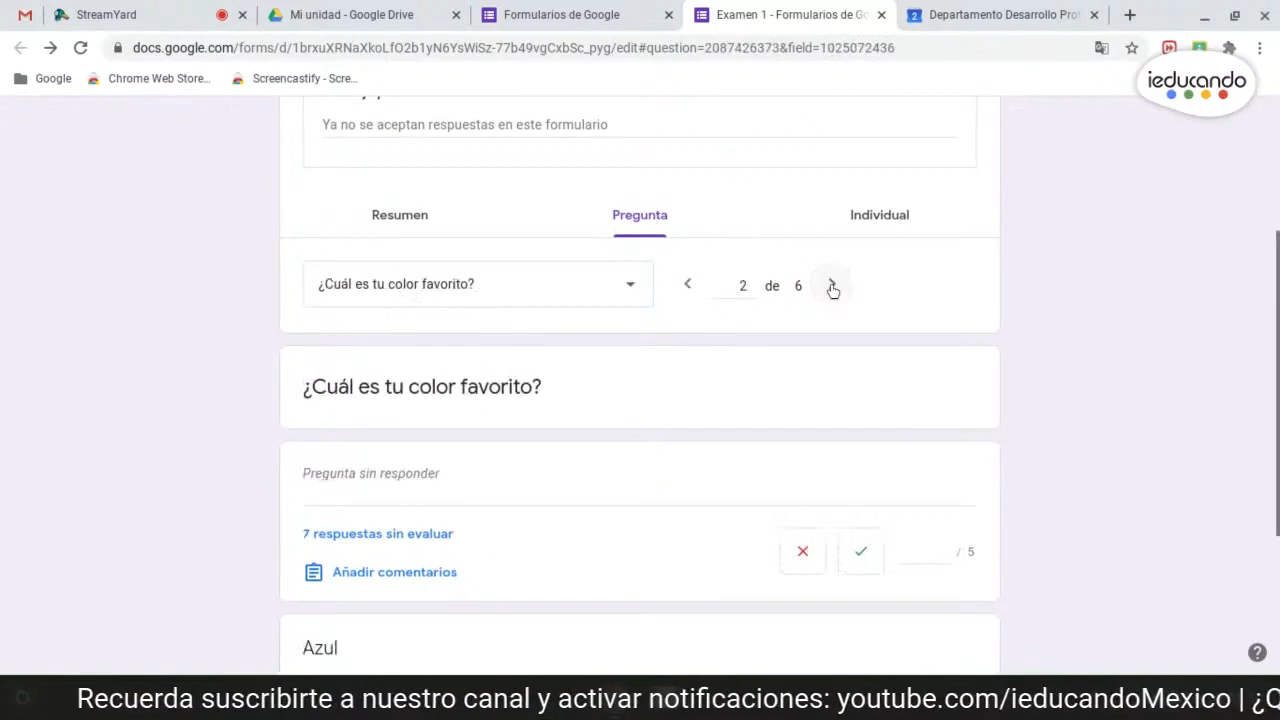 StreamYard
Mi unidad - Google Drive
Formularios de Google
Examen 1 - Formularios de Go
Departamento Desarrollo Prof
docs.google.com/forms/d/1brxuXRNaXkoLfO2b1yN6YsWiSz-77b49vgCxbSc_pyg/edit#question=2087426373&field=1025072436
Google
Chrome Web Store...
Screencastify - Scre...
ieducando
Ya no se aceptan respuestas en este formulario
Resumen
Pregunta
Individual
¿Cuál es tu color favorito?
2 de 6
¿Cuál es tu color favorito?
Pregunta sin responder
7 respuestas sin evaluar
/ 5
Añadir comentarios
Azul
Recuerda suscribirte a nuestro canal y activar notificaciones: youtube.com/ieducandoMexico | ¿C